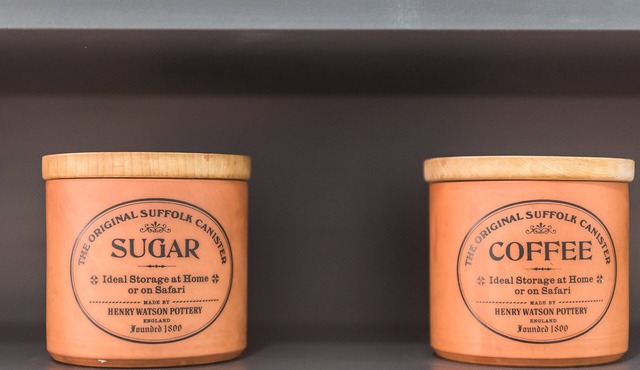 THE ORIGINAL SUFFOLK CANISTER
SUGAR
Ideal Storage at Home
or on Safari
MADE BY
HENRY WATSON POTTERY
ENGLAND
Founded 1800
THE ORIGINAL SUFFOLK CANISTER
COFFEE
Ideal Storage at Home
or on Safari
MADE BY
HENRY WATSON POTTERY
ENGLAND
Founded 1800